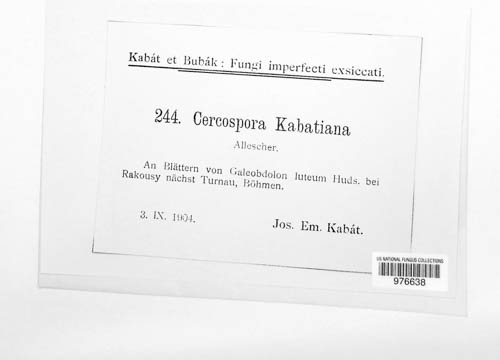 Kabát et Bubák: Fungi imperfecti exsiccati.
244. Cercospora Kabatiana
Allescher.
An Blättern von Galeobdolon luteum Huds. bei
Rakousy nächst Turnau, Böhmen.
3. IX. 1904.
Jos. Em. Kabát.
US NATIONAL FUNGUS COLLECTIONS
976638